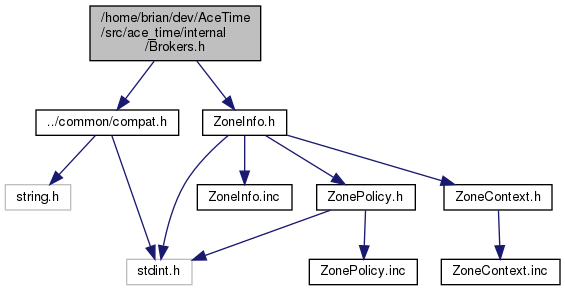 /home/brian/dev/AceTime
/src/ace_time/internal
/Brokers.h
../common/compat.h
ZoneInfo.h
string.h
ZoneInfo.inc
ZonePolicy.h
ZoneContext.h
stdint.h
ZonePolicy.inc
ZoneContext.inc